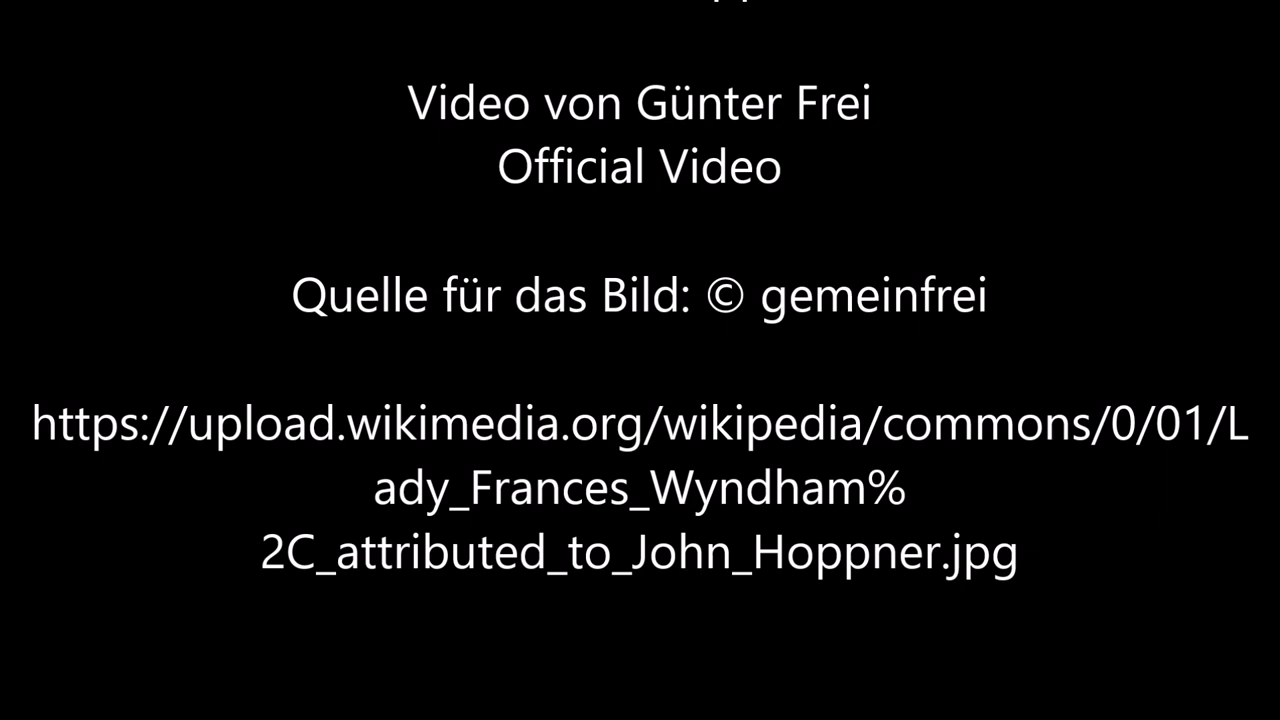 Video von Günter Frei
Official Video
Quelle für das Bild: © gemeinfrei
https://upload.wikimedia.org/wikipedia/commons/0/01/L
ady_Frances_Wyndham%
2C_attributed_to_John_Hoppner.jpg